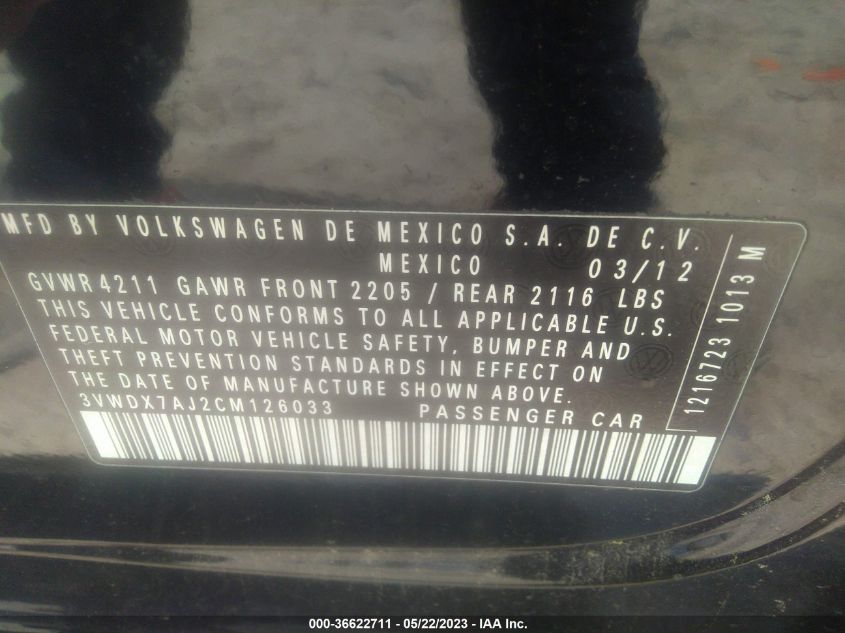 MFD BY VOLKSWAGEN DE MEXICO S.A. DE C.V.
MEXICO 03/12
GVWR 4211 GAWR FRONT 2205 / REAR 2116 LBS
THIS VEHICLE CONFORMS TO ALL APPLICABLE U.S.
FEDERAL MOTOR VEHICLE SAFETY, BUMPER AND
THEFT PREVENTION STANDARDS IN EFFECT ON
THE DATE OF MANUFACTURE SHOWN ABOVE.
3VWDX7AJ2CM126033 PASSENGER CAR
1216723 1013 M
000-36622711 - 05/22/2023 - IAA Inc.